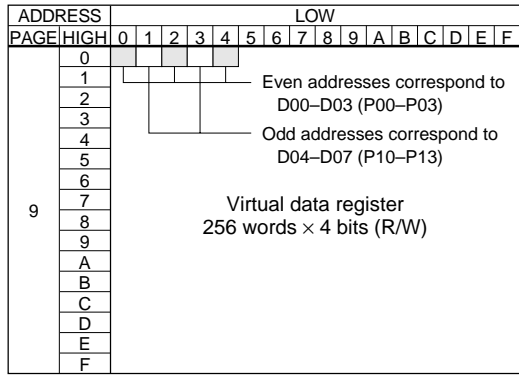 ADDRESS LOW
PAGE HIGH 0 1 2 3 4 5 6 7 8 9 A B C D E F
0
1
Even addresses correspond to
2
D00–D03 (P00–P03)
3
4
Odd addresses correspond to
5
D04–D07 (P10–P13)
6
7
Virtual data register
9
8
256 words × 4 bits (R/W)
9
A
B
C
D
E
F